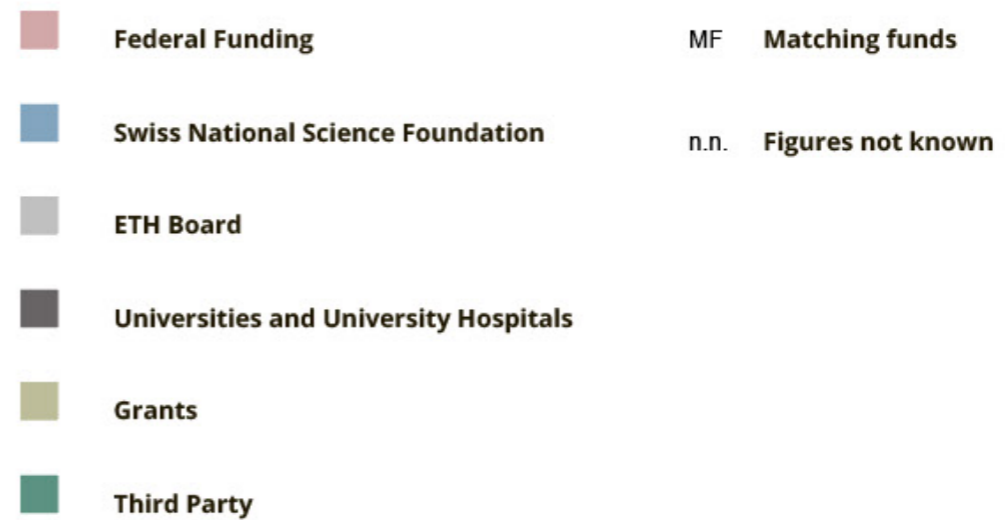 Federal Funding
Swiss National Science Foundation
ETH Board
Universities and University Hospitals
Grants
Third Party
MF Matching funds
n.n. Figures not known